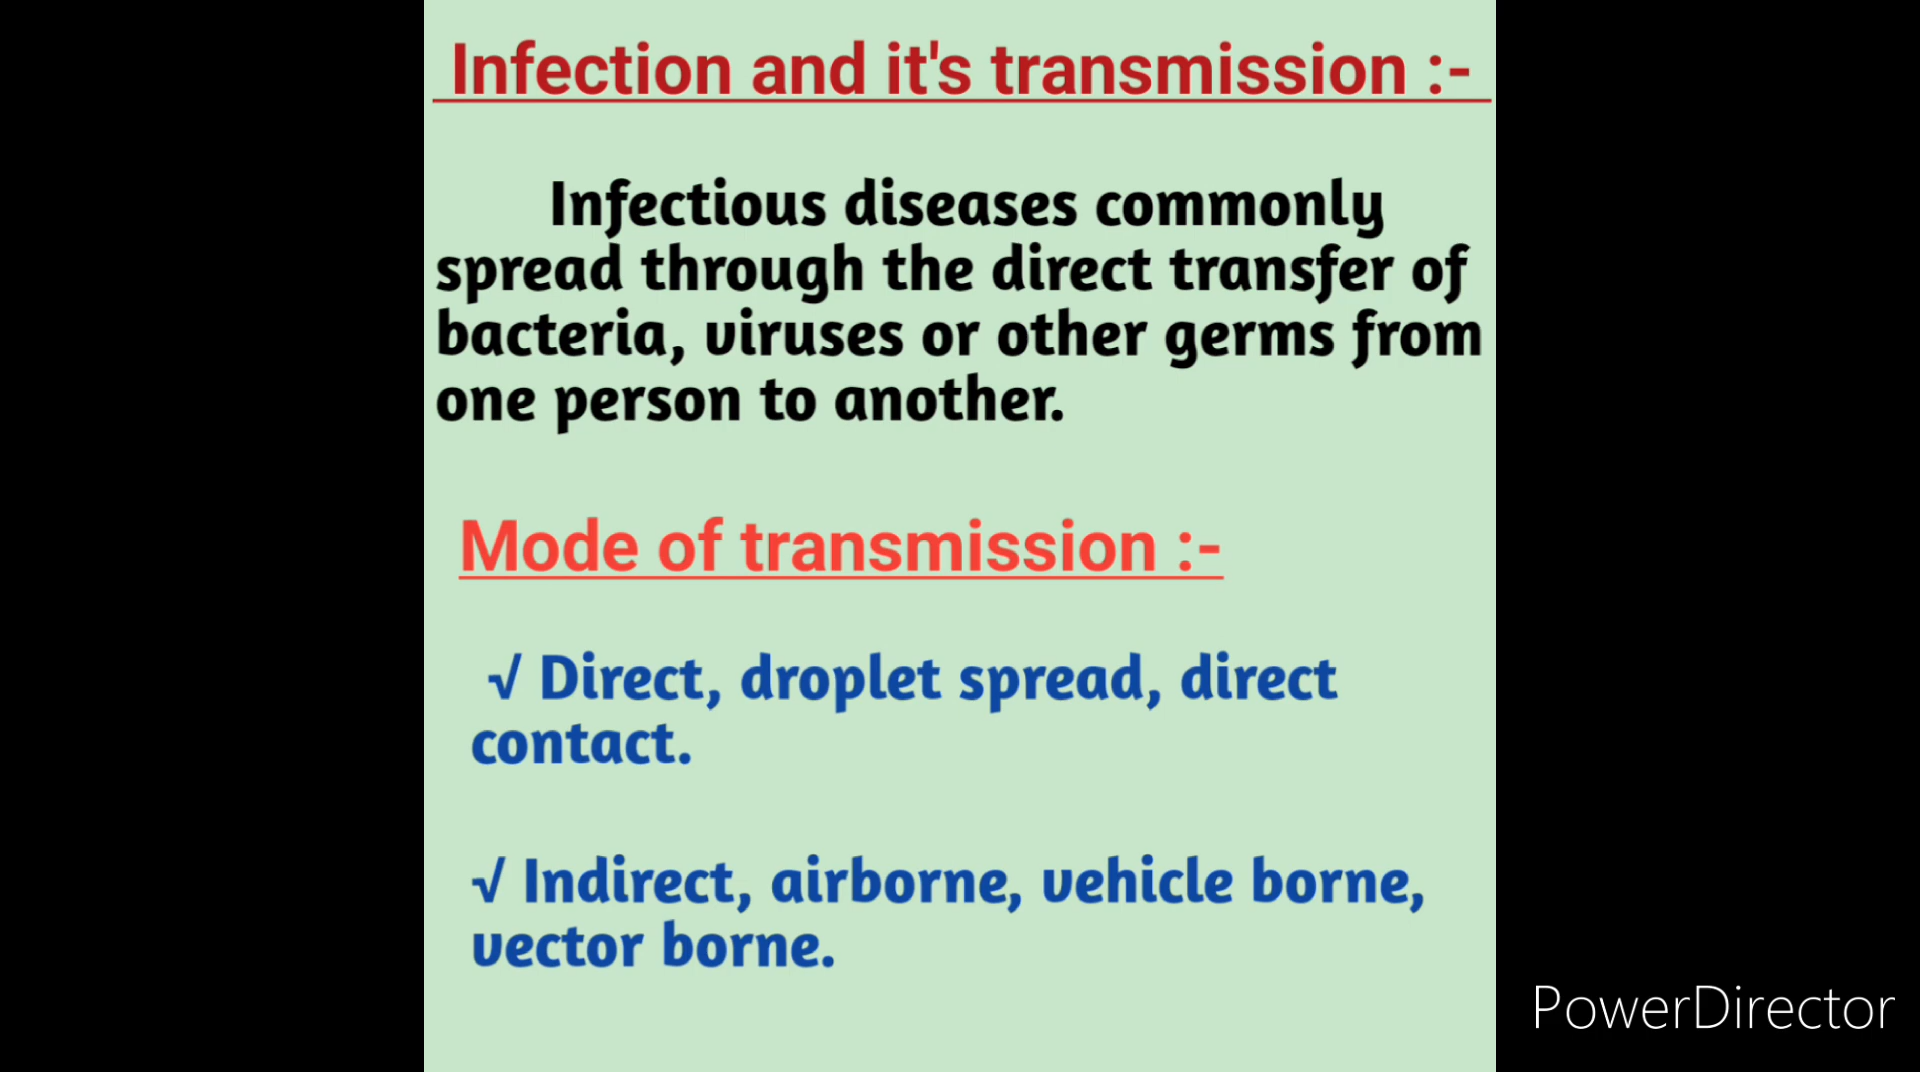 Infection and it's transmission :-
Infectious diseases commonly
spread through the direct transfer of
bacteria, viruses or other germs from
one person to another.
Mode of transmission :-
√ Direct, droplet spread, direct
contact.
√ Indirect, airborne, vehicle borne,
vector borne.
PowerDirector